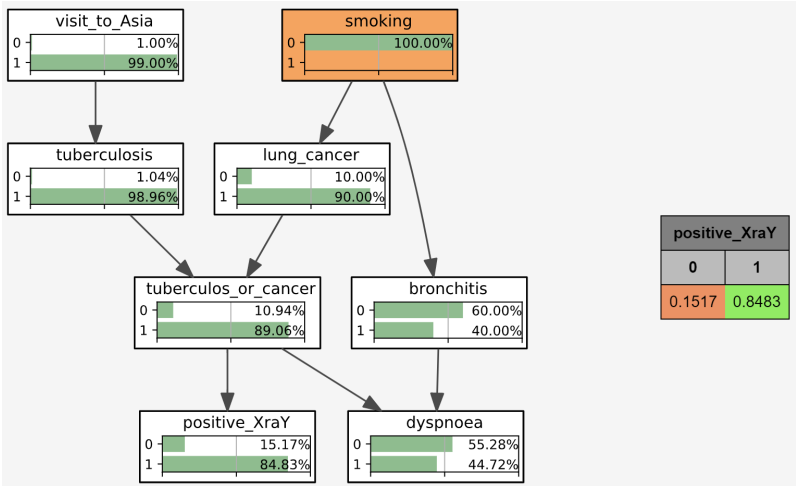 visit_to_Asia
0 1.00%
1 99.00%
smoking
0 100.00%
1
tuberculosis
0 1.04%
1 98.96%
lung_cancer
0 10.00%
1 90.00%
tuberculos_or_cancer
0 10.94%
1 89.06%
bronchitis
0 60.00%
1 40.00%
positive_XraY
0 15.17%
1 84.83%
dyspnoea
0 55.28%
1 44.72%
positive_XraY
0 1
0.1517 0.8483